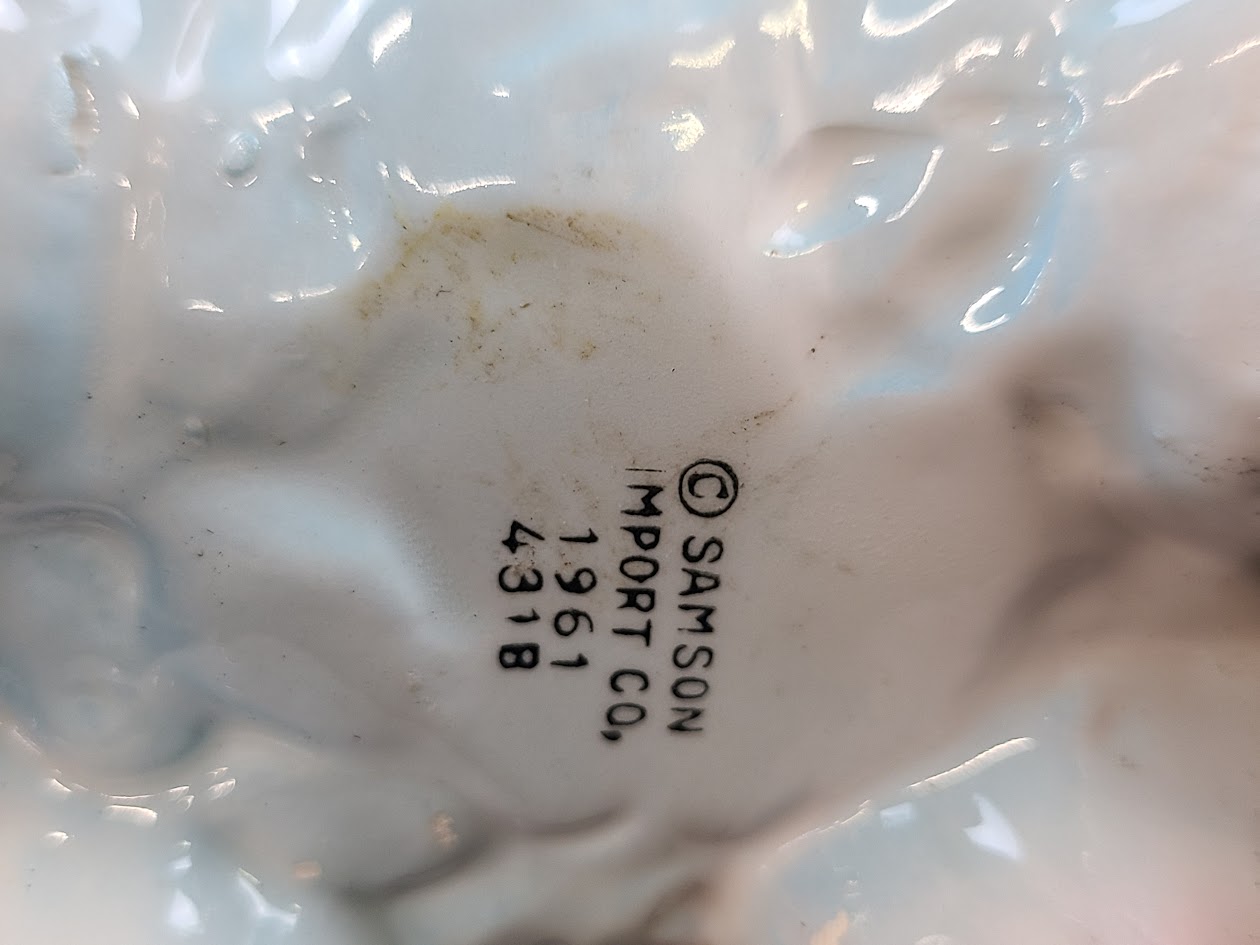 © SAMSON
IMPORT CO,
1961
431B